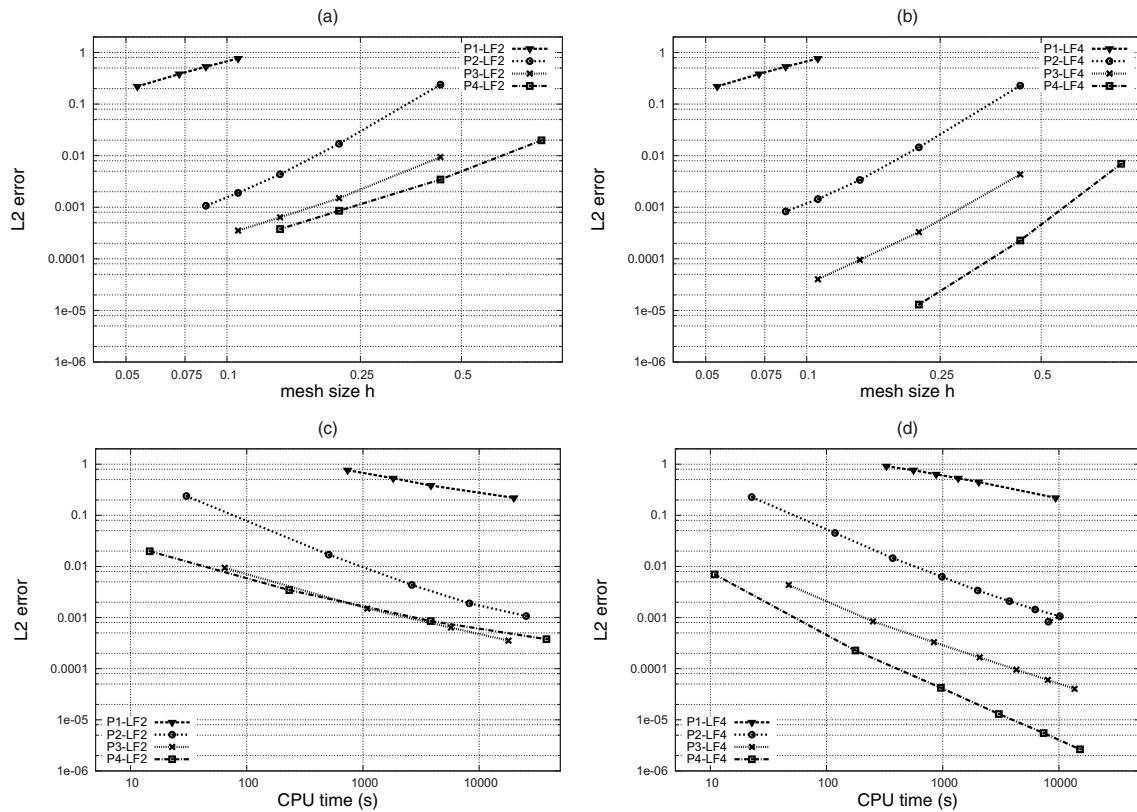 (a)
L2 error
1
0.1
0.01
0.001
0.0001
1e-05
1e-06
P1-LF2
P2-LF2
P3-LF2
P4-LF2
0.05
0.075
0.1
0.25
0.5
mesh size h
(b)
L2 error
1
0.1
0.01
0.001
0.0001
1e-05
1e-06
P1-LF4
P2-LF4
P3-LF4
P4-LF4
0.05
0.075
0.1
0.25
0.5
mesh size h
(c)
L2 error
1
0.1
0.01
0.001
0.0001
1e-05
1e-06
P1-LF2
P2-LF2
P3-LF2
P4-LF2
10
100
1000
10000
CPU time (s)
(d)
L2 error
1
0.1
0.01
0.001
0.0001
1e-05
1e-06
P1-LF4
P2-LF4
P3-LF4
P4-LF4
10
100
1000
10000
CPU time (s)